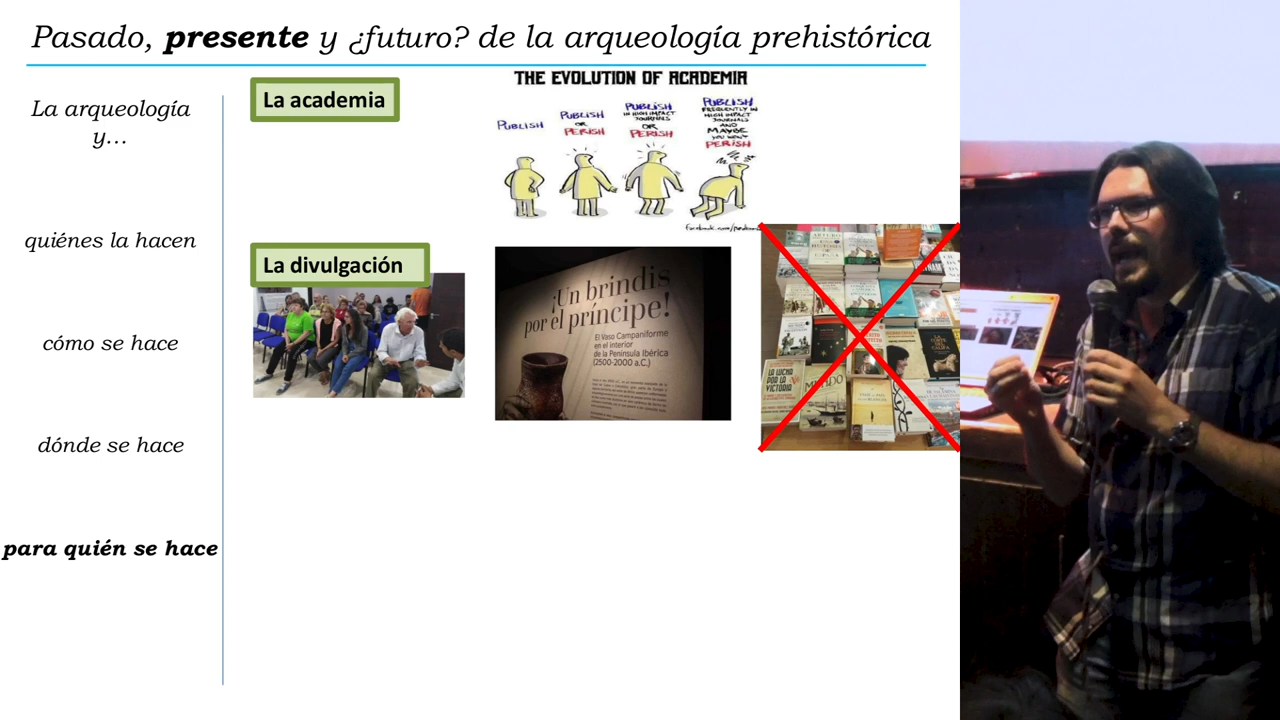 Pasado, presente y ¿futuro? de la arqueología prehistórica
La arqueología
y...
quiénes la hacen
cómo se hace
dónde se hace
para quién se hace
La academia
THE EVOLUTION OF ACADEMIA
PUBLISH
PUBLISH
OR
PERISH
PUBLISH
IN HIGH IMPACT
JOURNALS
OR
PERISH
PUBLISH
FREQUENTLY IN
HIGH IMPACT
JOURNALS
AND
MAYBE
YOU WON'T
PERISH
La divulgación
¡Un brindis
por el príncipe!
El Vaso Campaniforme
en el interior
de la Península Ibérica
(2500-2000 a.C.)
LA LUCHA
POR LA
VICTORIA